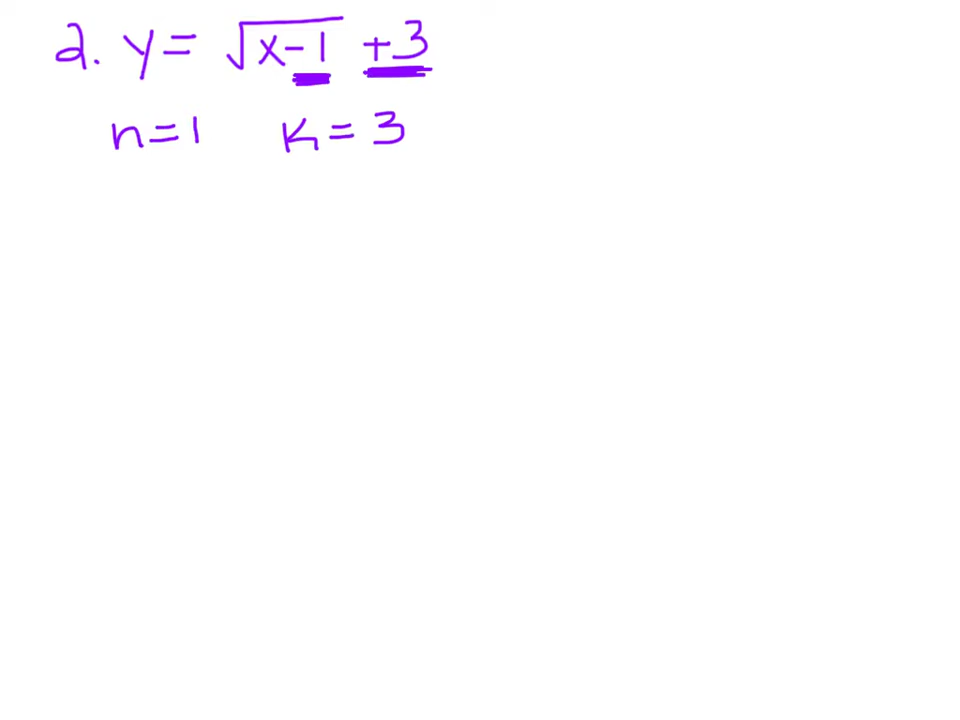 2. y = √x-1 +3
h=1 k=3